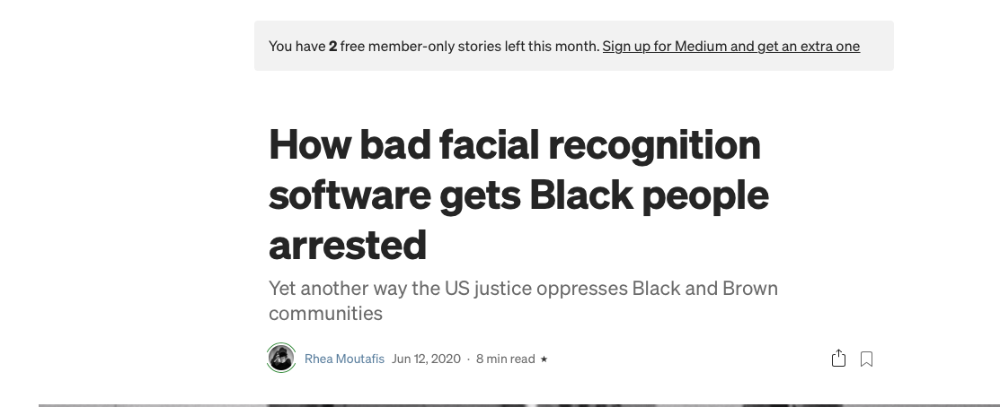 You have 2 free member-only stories left this month. Sign up for Medium and get an extra one
How bad facial recognition
software gets Black people
arrested
Yet another way the US justice oppresses Black and Brown
communities
Rhea Moutafis Jun 12, 2020 · 8 min read ★